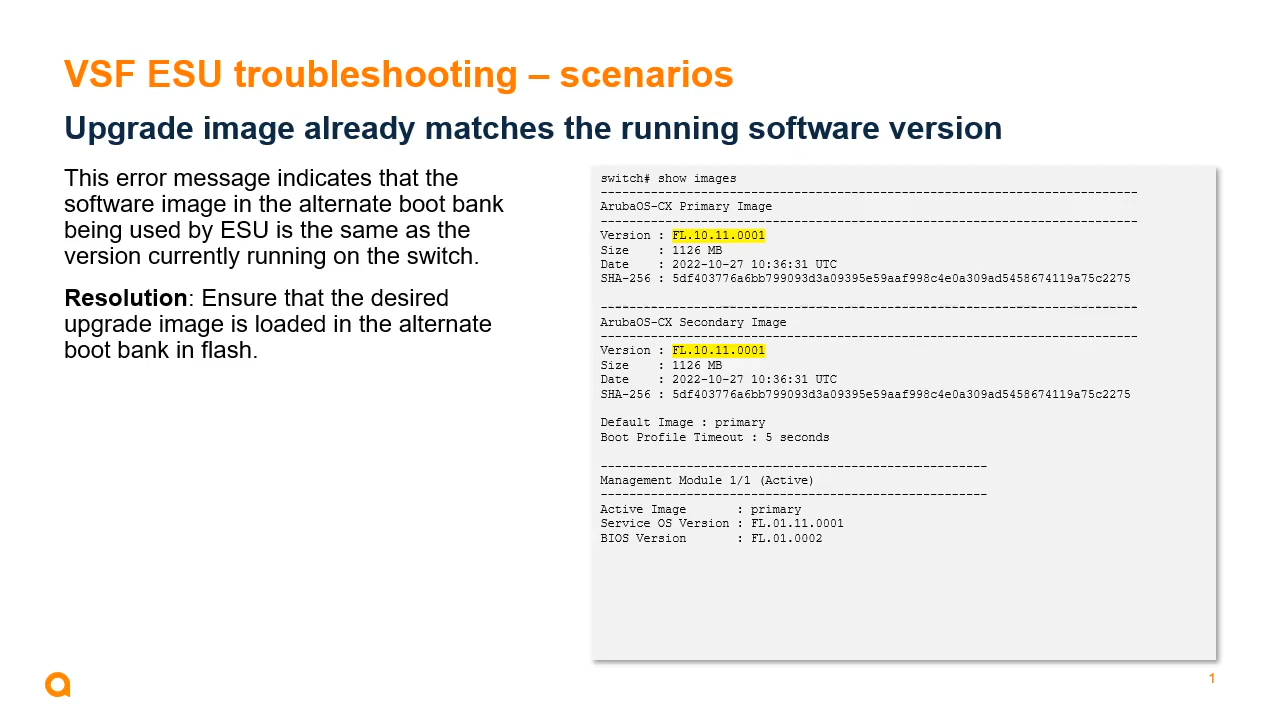 VSF ESU troubleshooting – scenarios
Upgrade image already matches the running software version
This error message indicates that the
software image in the alternate boot bank
being used by ESU is the same as the
version currently running on the switch.
Resolution: Ensure that the desired
upgrade image is loaded in the alternate
boot bank in flash.
switch# show images
---------------------------------------------------------------------------
ArubaOS-CX Primary Image
---------------------------------------------------------------------------
Version : FL.10.11.0001
Size    : 1126 MB
Date    : 2022-10-27 10:36:31 UTC
SHA-256 : 5df403776a6bb799093d3a09395e59aaf998c4e0a309ad5458674119a75c2275
---------------------------------------------------------------------------
ArubaOS-CX Secondary Image
---------------------------------------------------------------------------
Version : FL.10.11.0001
Size    : 1126 MB
Date    : 2022-10-27 10:36:31 UTC
SHA-256 : 5df403776a6bb799093d3a09395e59aaf998c4e0a309ad5458674119a75c2275
Default Image : primary
Boot Profile Timeout : 5 seconds
------------------------------------------------------
Management Module 1/1 (Active)
------------------------------------------------------
Active Image       : primary
Service OS Version : FL.01.11.0001
BIOS Version       : FL.01.0002
1